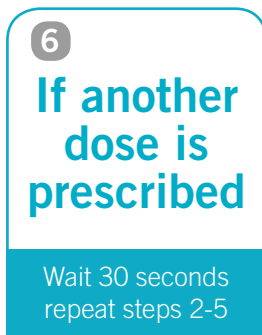 6
If another
dose is
prescribed
Wait 30 seconds
repeat steps 2-5